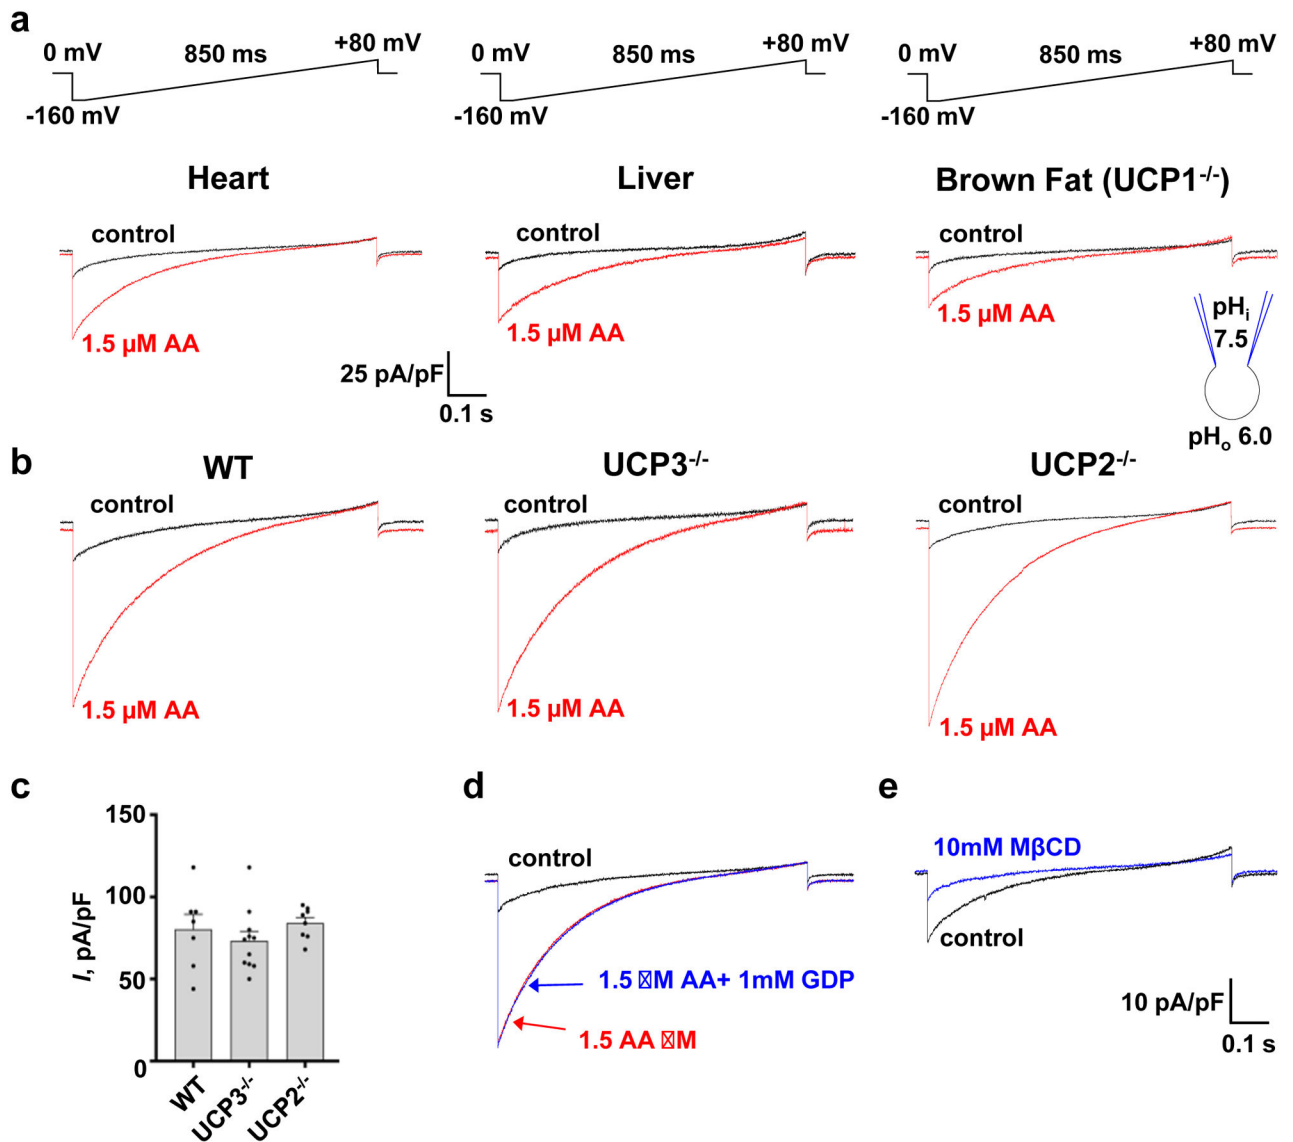 a
0 mV 850 ms +80 mV
-160 mV
0 mV 850 ms +80 mV
-160 mV
0 mV 850 ms +80 mV
-160 mV
Heart
control
1.5 µM AA
Liver
control
1.5 µM AA
Brown Fat (UCP1-/-)
control
1.5 µM AA
25 pA/pF
0.1 s
pHi
7.5
pHo 6.0
b
WT
control
1.5 µM AA
UCP3-/-
control
1.5 µM AA
UCP2-/-
control
1.5 µM AA
c
I, pA/pF
150
100
50
0
WT
UCP3-/-
UCP2-/-
d
control
1.5 □M AA+ 1mM GDP
1.5 AA □M
e
10mM MβCD
control
10 pA/pF
0.1 s